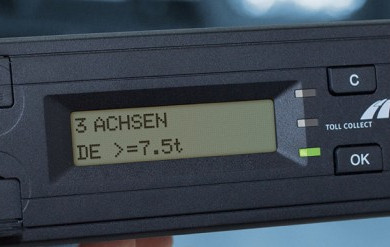 3 ACHSEN
DE >=7.5t
C
TOLL COLLECT
OK